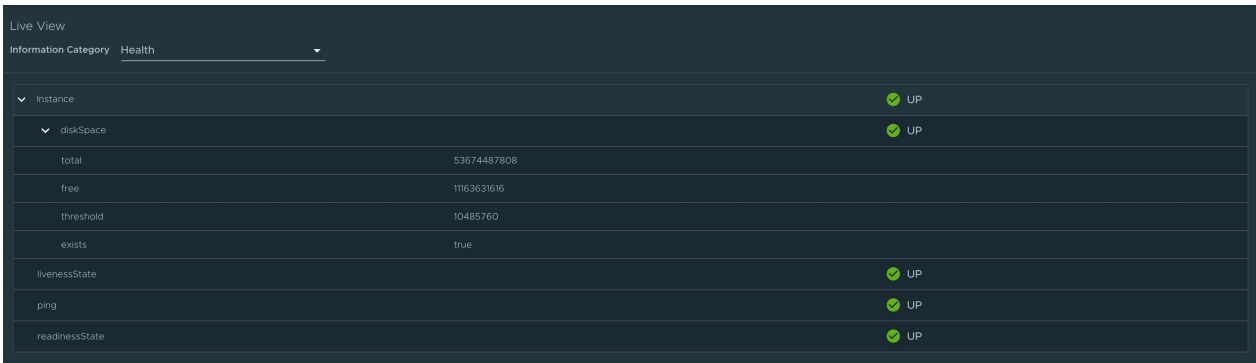 Live View
Information Category Health
Instance UP
diskSpace UP
total 53674487808
free 11163631616
threshold 10485760
exists true
livenessState UP
ping UP
readinessState UP